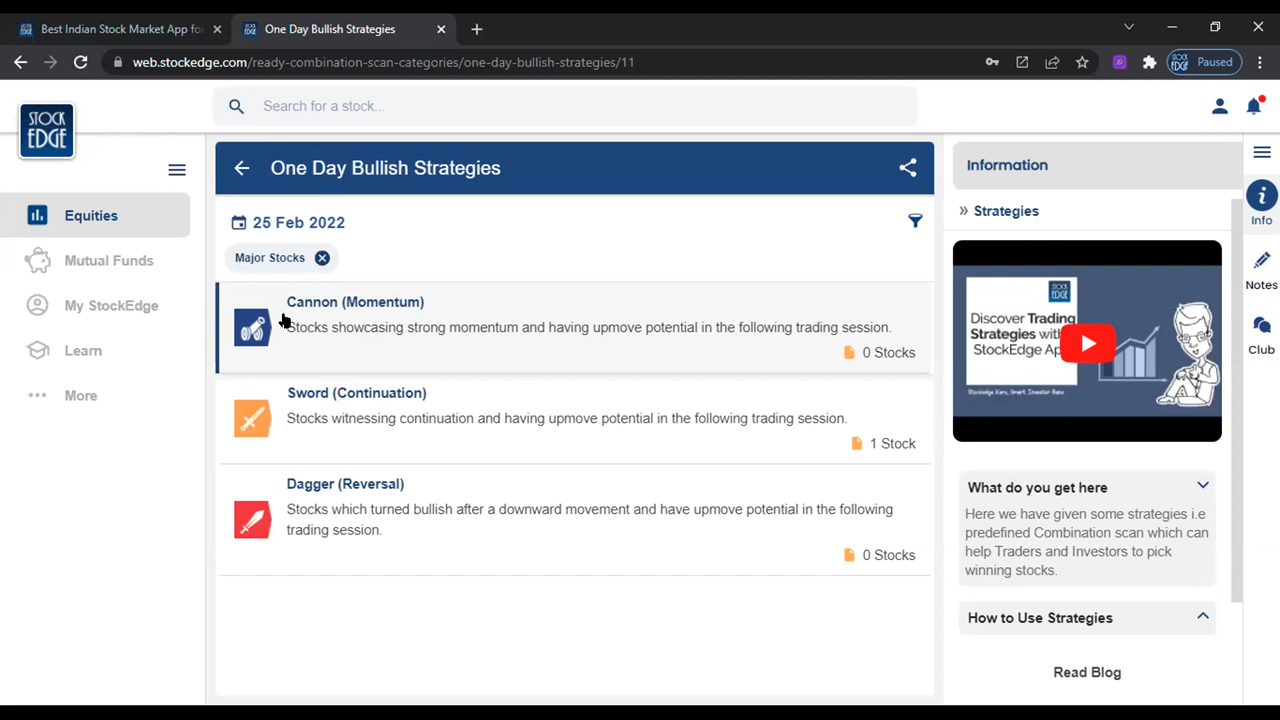 Best Indian Stock Market App fo
One Day Bullish Strategies
web.stockedge.com/ready-combination-scan-categories/one-day-bullish-strategies/11
STOCK EDGE
Paused
STOCK
EDGE
Search for a stock...
Equities
Mutual Funds
My StockEdge
Learn
More
One Day Bullish Strategies
25 Feb 2022
Major Stocks
Cannon (Momentum)
Stocks showcasing strong momentum and having upmove potential in the following trading session.
0 Stocks
Sword (Continuation)
Stocks witnessing continuation and having upmove potential in the following trading session.
1 Stock
Dagger (Reversal)
Stocks which turned bullish after a downward movement and have upmove potential in the following
trading session.
0 Stocks
Information
» Strategies
STOCK
EDGE
Discover Trading
Strategies with
StockEdge Ap
What do you get here
Here we have given some strategies i.e
predefined Combination scan which can
help Traders and Investors to pick
winning stocks.
How to Use Strategies
Read Blog
Info
Notes
Club